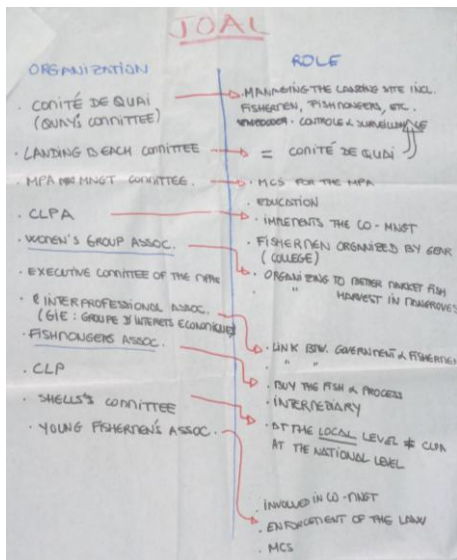 JOAL
ORGANIZATION
ROLE
· COMITÉ DE QUAI
(QUAY'S COMMITTEE)
· MANAGING THE LANDING SITE INCL.
FISHERMEN, FISHMONGERS, ETC.
· CONTROLE & SURVEILLANCE
· LANDING BEACH COMMITTEE
= COMITÉ DE QUAI
· MPA MNGT COMMITTEE.
· MCS FOR THE MPA
· EDUCATION
· CLPA
· IMPLEMENTS THE CO-MNGT
· FISHERMEN ORGANIZED BY GEAR
(COLLEGE)
· WOMEN'S GROUP ASSOC.
· ORGANIZING TO BETTER MARKET FISH
· " HARVEST IN MANGROVES
· EXECUTIVE COMMITTEE OF THE
· INTERPROFESSIONAL ASSOC.
(GIE: GROUPE D'INTERETS ECONOMIQUES)
· LINK BTW. GOVERNMENT & FISHERMEN
· " "
· FISHMONGERS ASSOC.
· BUY THE FISH & PROCESS
· INTERMEDIARY
· CLP
· SHELLS'S COMMITTEE
· AT THE LOCAL LEVEL ≠ CLPA
AT THE NATIONAL LEVEL
· YOUNG FISHERMEN'S ASSOC.
· INVOLVED IN CO-MNGT
· ENFORCEMENT OF THE LAW
· MCS